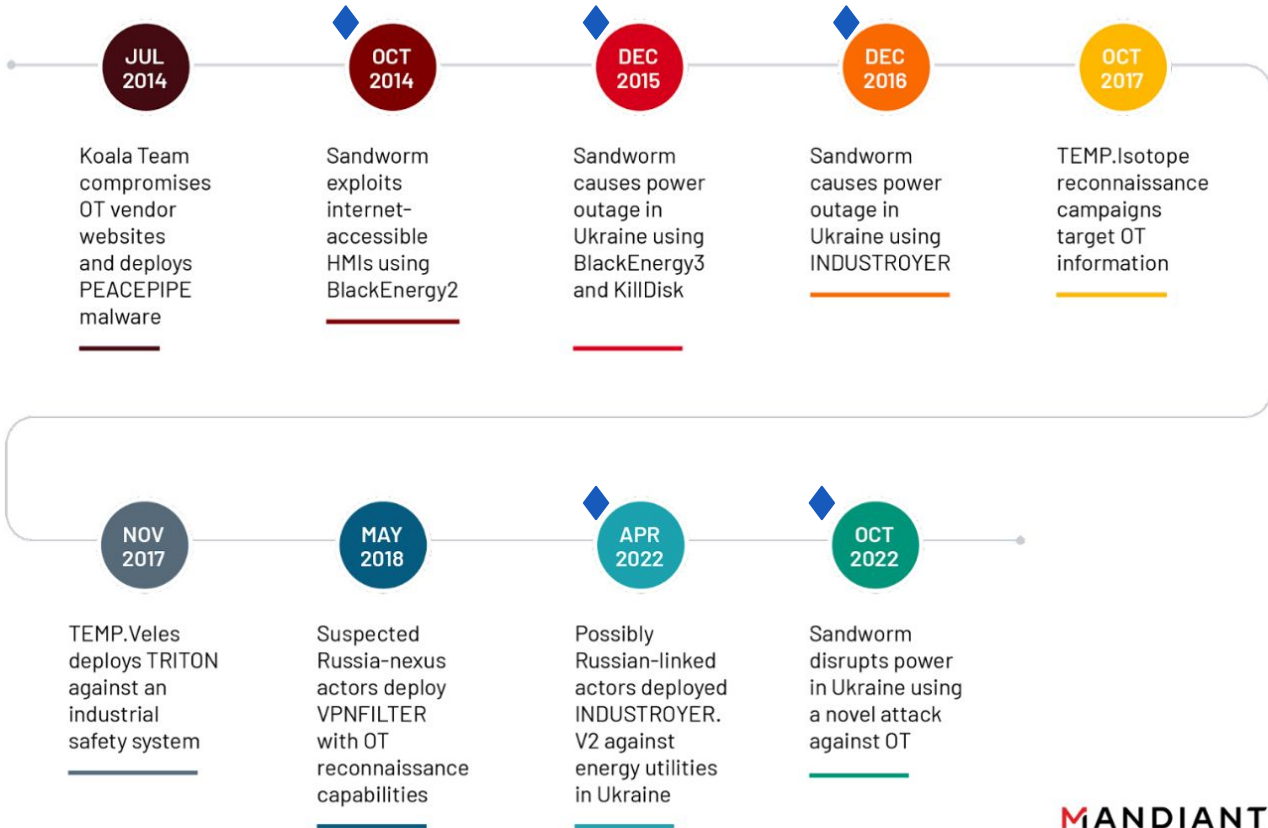 JUL
2014
OCT
2014
DEC
2015
DEC
2016
OCT
2017
Koala Team
compromises
OT vendor
websites
and deploys
PEACEPIPE
malware
Sandworm
exploits
internet-
accessible
HMIs using
BlackEnergy2
Sandworm
causes power
outage in
Ukraine using
BlackEnergy3
and KillDisk
Sandworm
causes power
outage in
Ukraine using
INDUSTROYER
TEMP.Isotope
reconnaissance
campaigns
target OT
information
NOV
2017
MAY
2018
APR
2022
OCT
2022
TEMP.Veles
deploys TRITON
against an
industrial
safety system
Suspected
Russia-nexus
actors deploy
VPNFILTER
with OT
reconnaissance
capabilities
Possibly
Russian-linked
actors deployed
INDUSTROYER.
V2 against
energy utilities
in Ukraine
Sandworm
disrupts power
in Ukraine using
a novel attack
against OT
MANDIANT